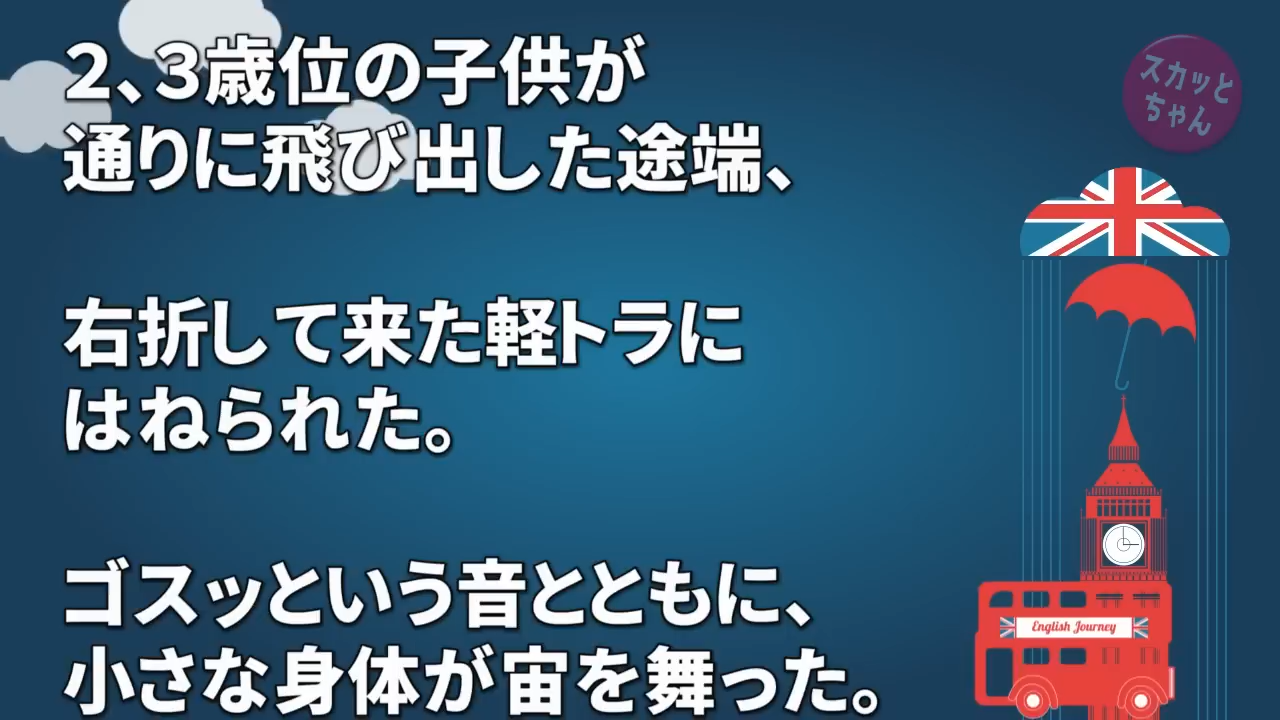 ２、３歳位の子供が
通りに飛び出した途端、
右折して来た軽トラに
はねられた。
ゴスッという音とともに、
小さな身体が宙を舞った。
スカッと
ちゃん
English Journey